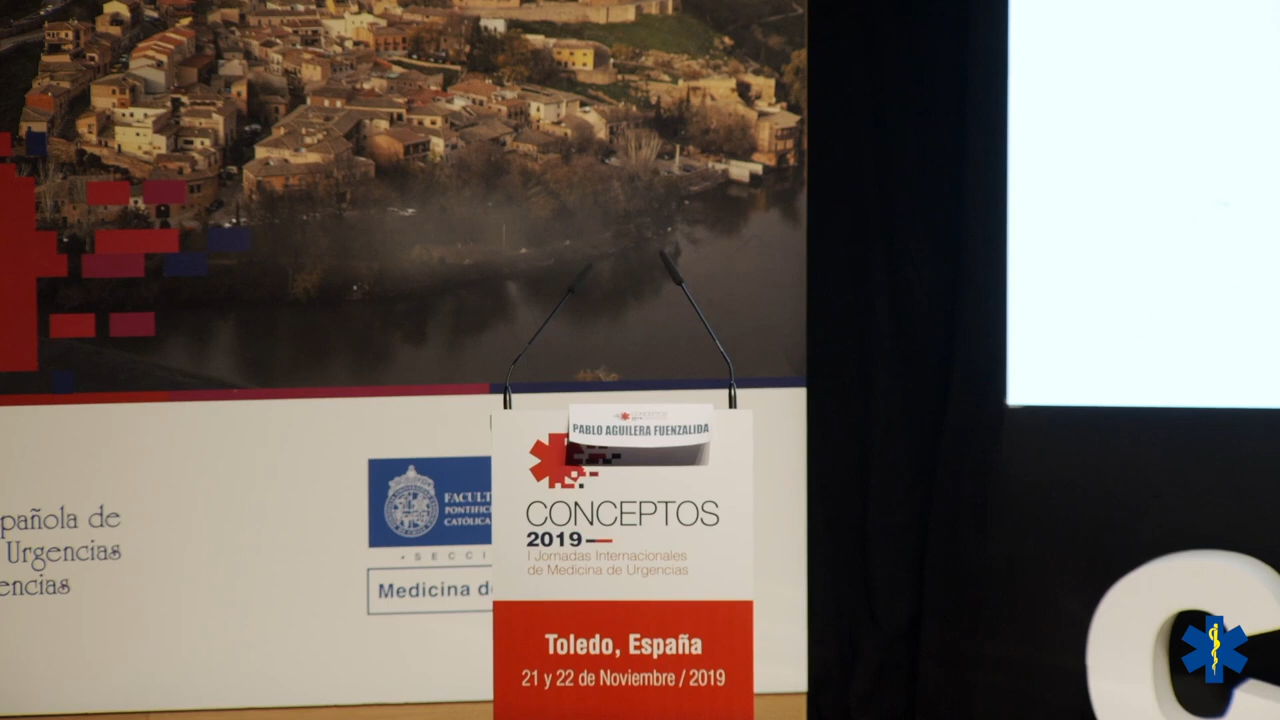 pañola de
Urgencias
encias
FACULT
PONTIFIC
CATÓLICA
• S E C C I
Medicina d
CONCEPTOS
PABLO AGUILERA FUENZALIDA
CONCEPTOS
2019
I Jornadas Internacionales
de Medicina de Urgencias
Toledo, España
21 y 22 de Noviembre / 2019
C